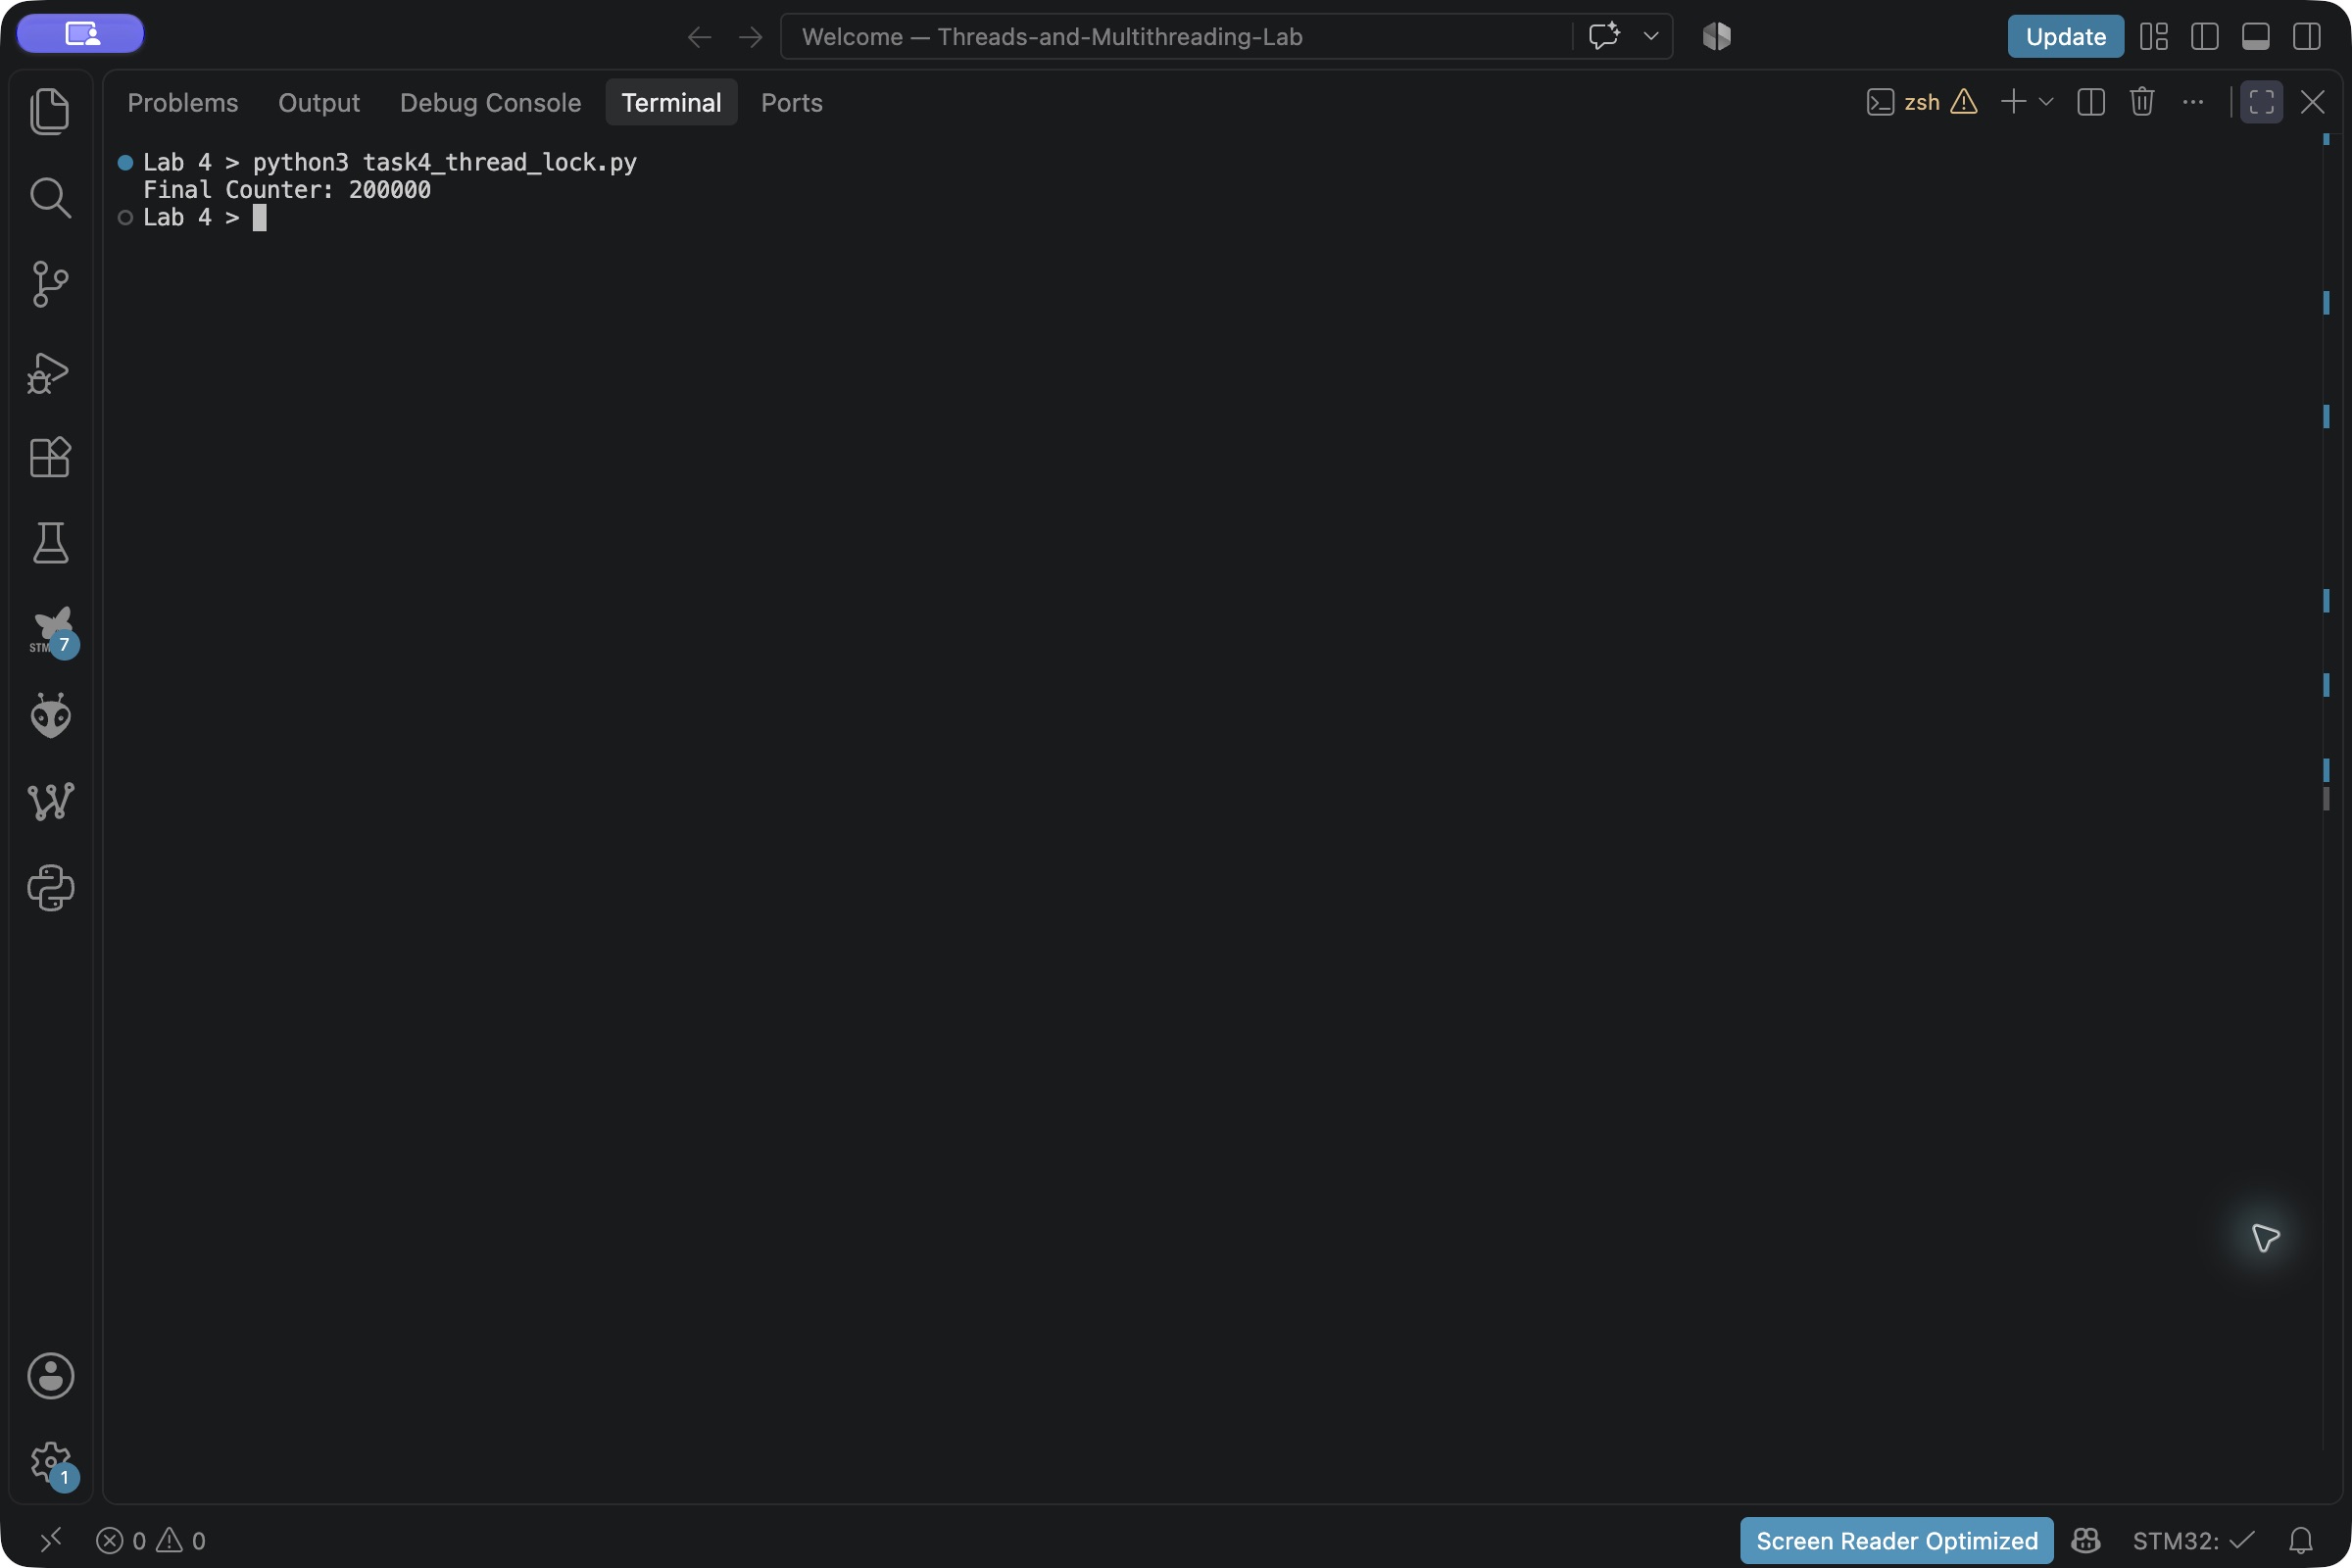 Welcome — Threads-and-Multithreading-Lab
Update
Problems Output Debug Console Terminal Ports
zsh
Lab 4 > python3 task4_thread_lock.py
Final Counter: 200000
Lab 4 >
STM
7
1
0 0
Screen Reader Optimized
STM32: